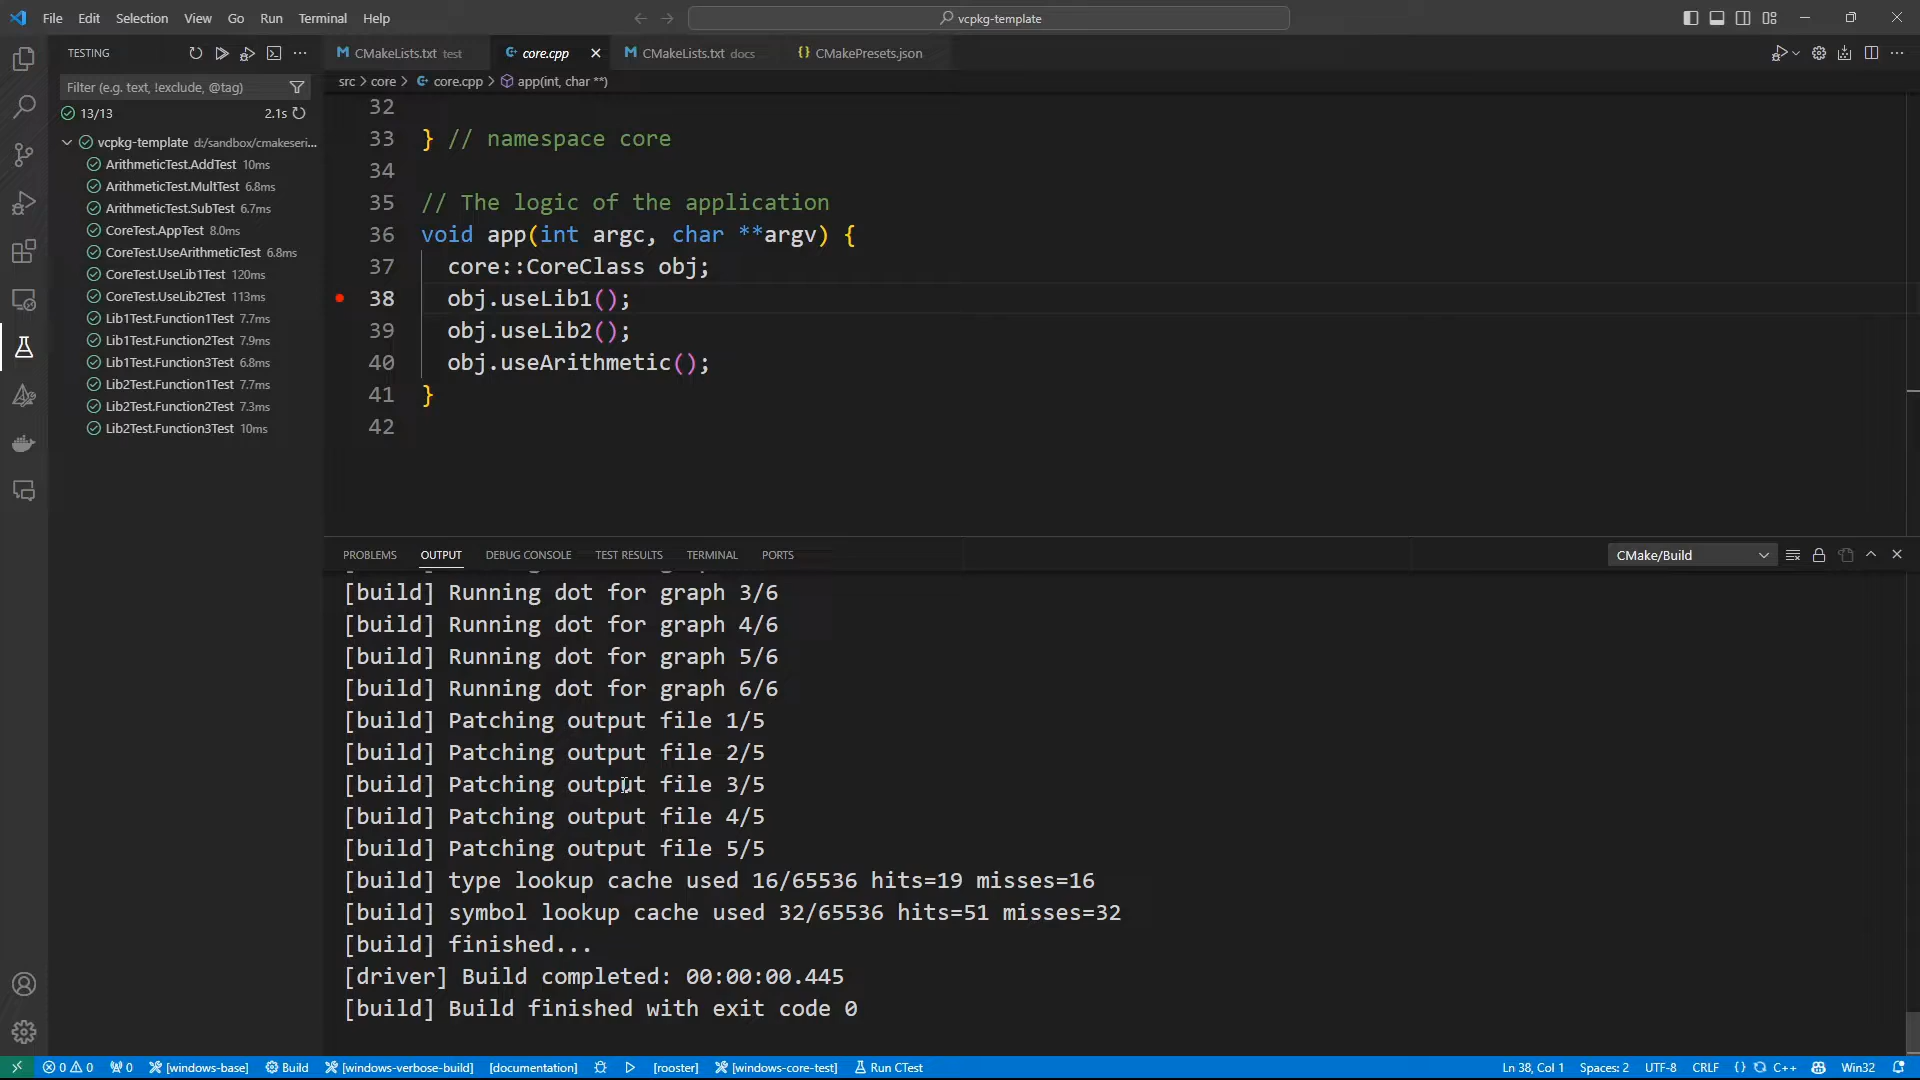 File Edit Selection View Go Run Terminal Help
vcpkg-template
TESTING
Filter (e.g. text, !exclude, @tag)
13/13 2.1s
vcpkg-template d:/sandbox/cmakeseri...
ArithmeticTest.AddTest 10ms
ArithmeticTest.MultTest 6.8ms
ArithmeticTest.SubTest 6.7ms
CoreTest.AppTest 8.0ms
CoreTest.UseArithmeticTest 6.8ms
CoreTest.UseLib1Test 120ms
CoreTest.UseLib2Test 113ms
Lib1Test.Function1Test 7.7ms
Lib1Test.Function2Test 7.9ms
Lib1Test.Function3Test 6.8ms
Lib2Test.Function1Test 7.7ms
Lib2Test.Function2Test 7.3ms
Lib2Test.Function3Test 10ms
CMakeLists.txt test core.cpp CMakeLists.txt docs CMakePresets.json
src > core > core.cpp > app(int, char **)
32
33 } // namespace core
34
35 // The logic of the application
36 void app(int argc, char **argv) {
37 core::CoreClass obj;
38 obj.useLib1();
39 obj.useLib2();
40 obj.useArithmetic();
41 }
42
PROBLEMS OUTPUT DEBUG CONSOLE TEST RESULTS TERMINAL PORTS CMake/Build
[build] Running dot for graph 3/6
[build] Running dot for graph 4/6
[build] Running dot for graph 5/6
[build] Running dot for graph 6/6
[build] Patching output file 1/5
[build] Patching output file 2/5
[build] Patching output file 3/5
[build] Patching output file 4/5
[build] Patching output file 5/5
[build] type lookup cache used 16/65536 hits=19 misses=16
[build] symbol lookup cache used 32/65536 hits=51 misses=32
[build] finished...
[driver] Build completed: 00:00:00.445
[build] Build finished with exit code 0
0 0 0 [windows-base] Build [windows-verbose-build] [documentation] [rooster] [windows-core-test] Run CTest Ln 38, Col 1 Spaces: 2 UTF-8 CRLF {} C++ Win32